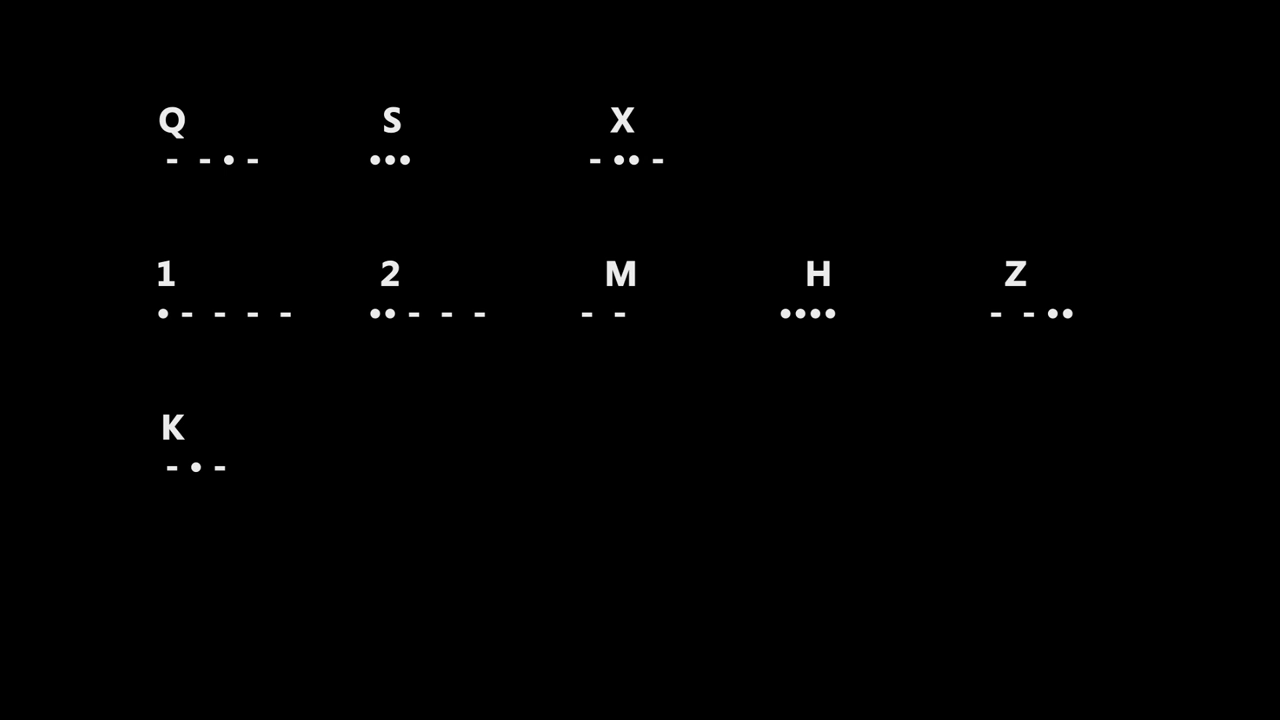 Q S X
- - • - ••• - •• -
1 2 M H Z
• - - - - •• - - - - - •••• - - ••
K
- • -